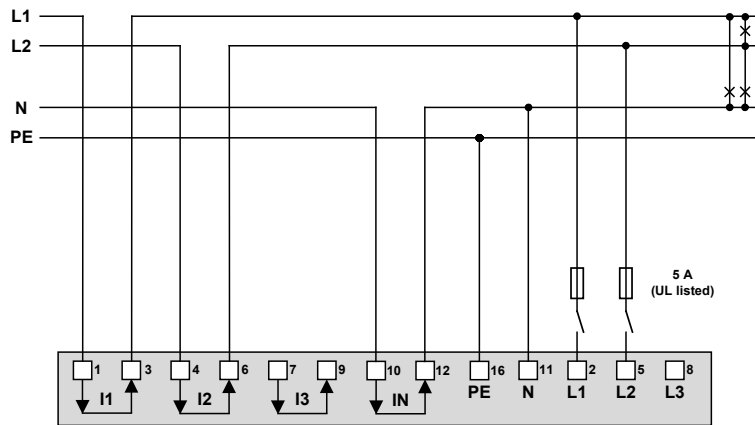 L1
L2
N
PE
5 A
(UL listed)
1 3 4 6 7 9 10 12 16 11 2 5 8
I1 I2 I3 IN PE N L1 L2 L3